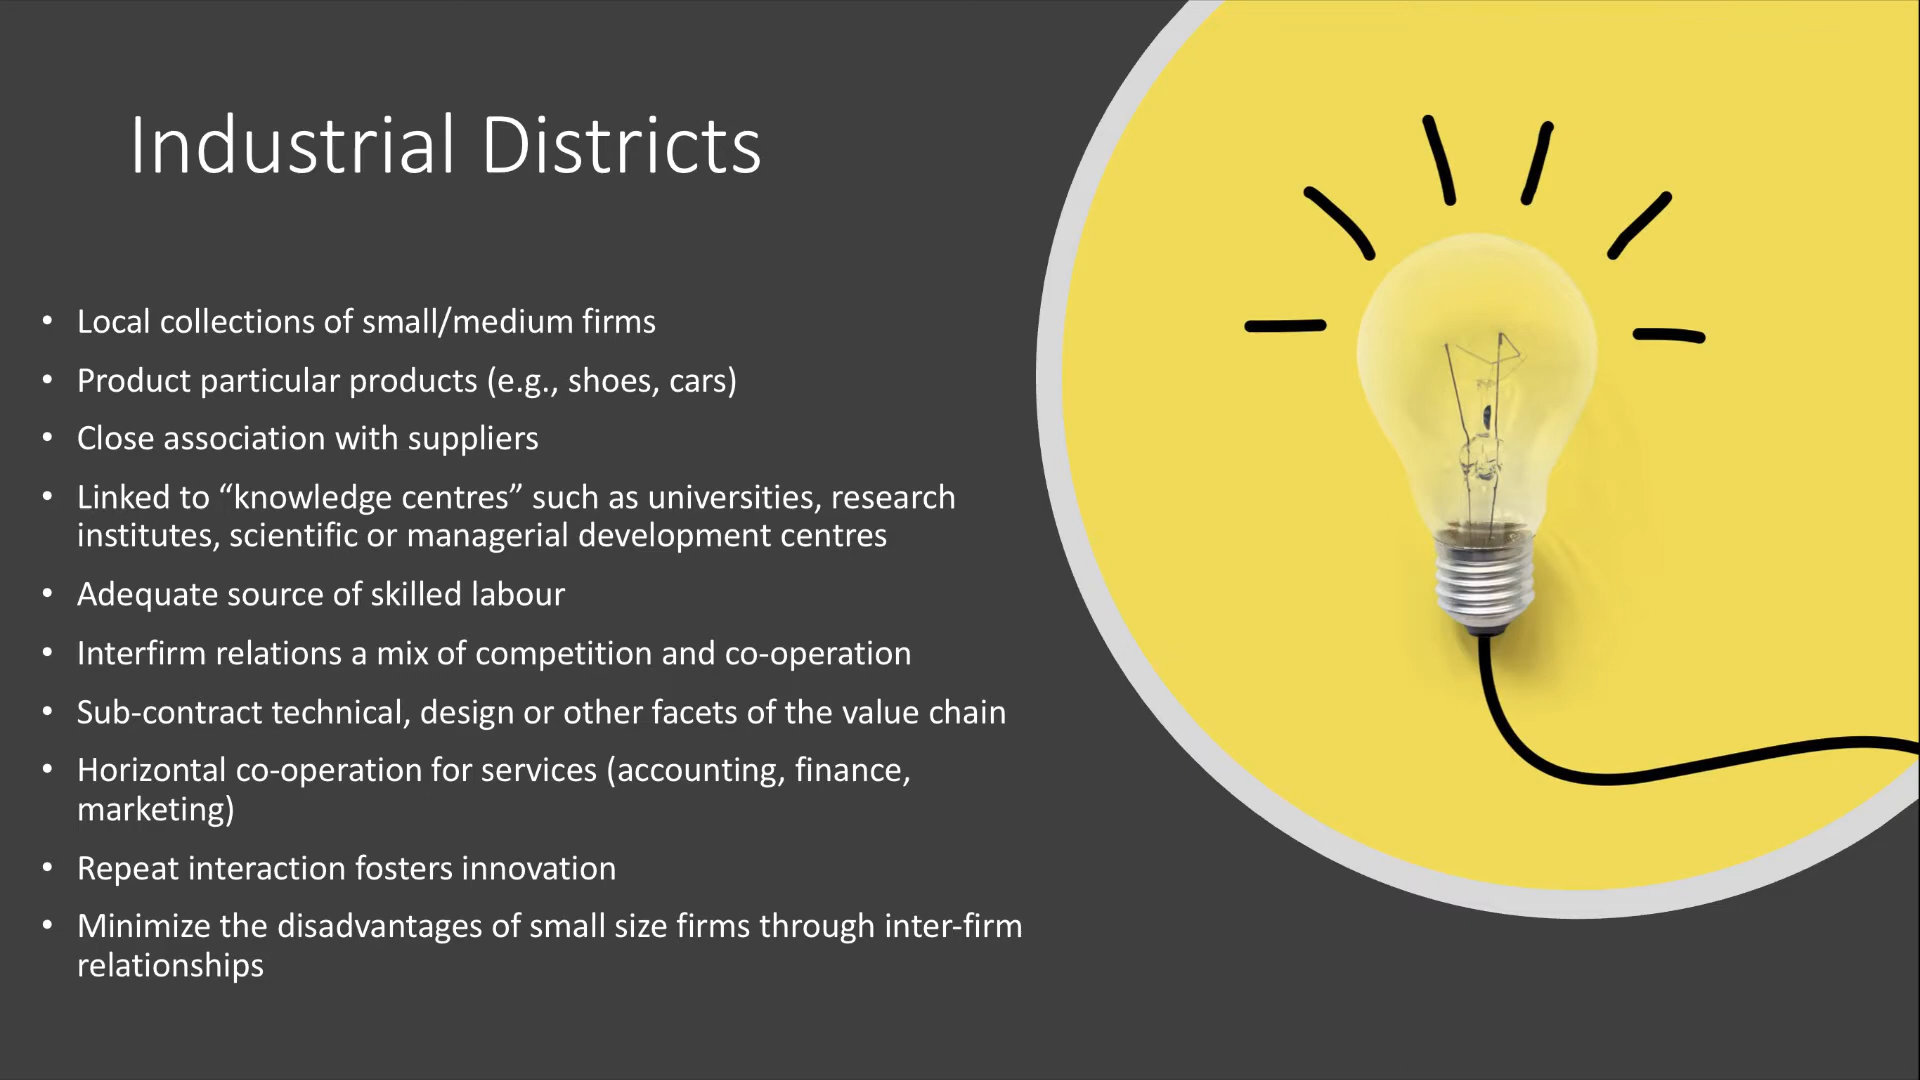 Industrial Districts
• Local collections of small/medium firms
• Product particular products (e.g., shoes, cars)
• Close association with suppliers
• Linked to “knowledge centres” such as universities, research
institutes, scientific or managerial development centres
• Adequate source of skilled labour
• Interfirm relations a mix of competition and co-operation
• Sub-contract technical, design or other facets of the value chain
• Horizontal co-operation for services (accounting, finance,
marketing)
• Repeat interaction fosters innovation
• Minimize the disadvantages of small size firms through inter-firm
relationships